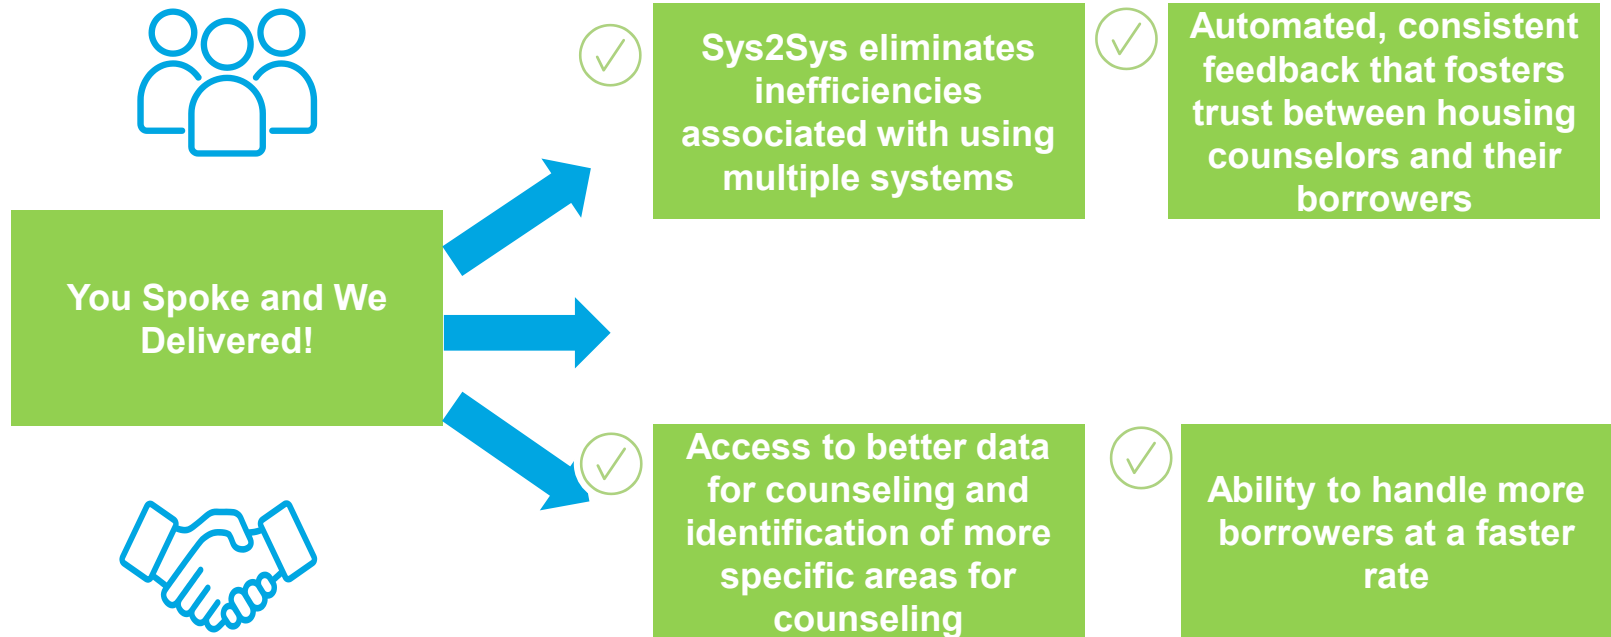 You Spoke and We
Delivered!
Sys2Sys eliminates
inefficiencies
associated with using
multiple systems
Automated, consistent
feedback that fosters
trust between housing
counselors and their
borrowers
Access to better data
for counseling and
identification of more
specific areas for
counseling
Ability to handle more
borrowers at a faster
rate